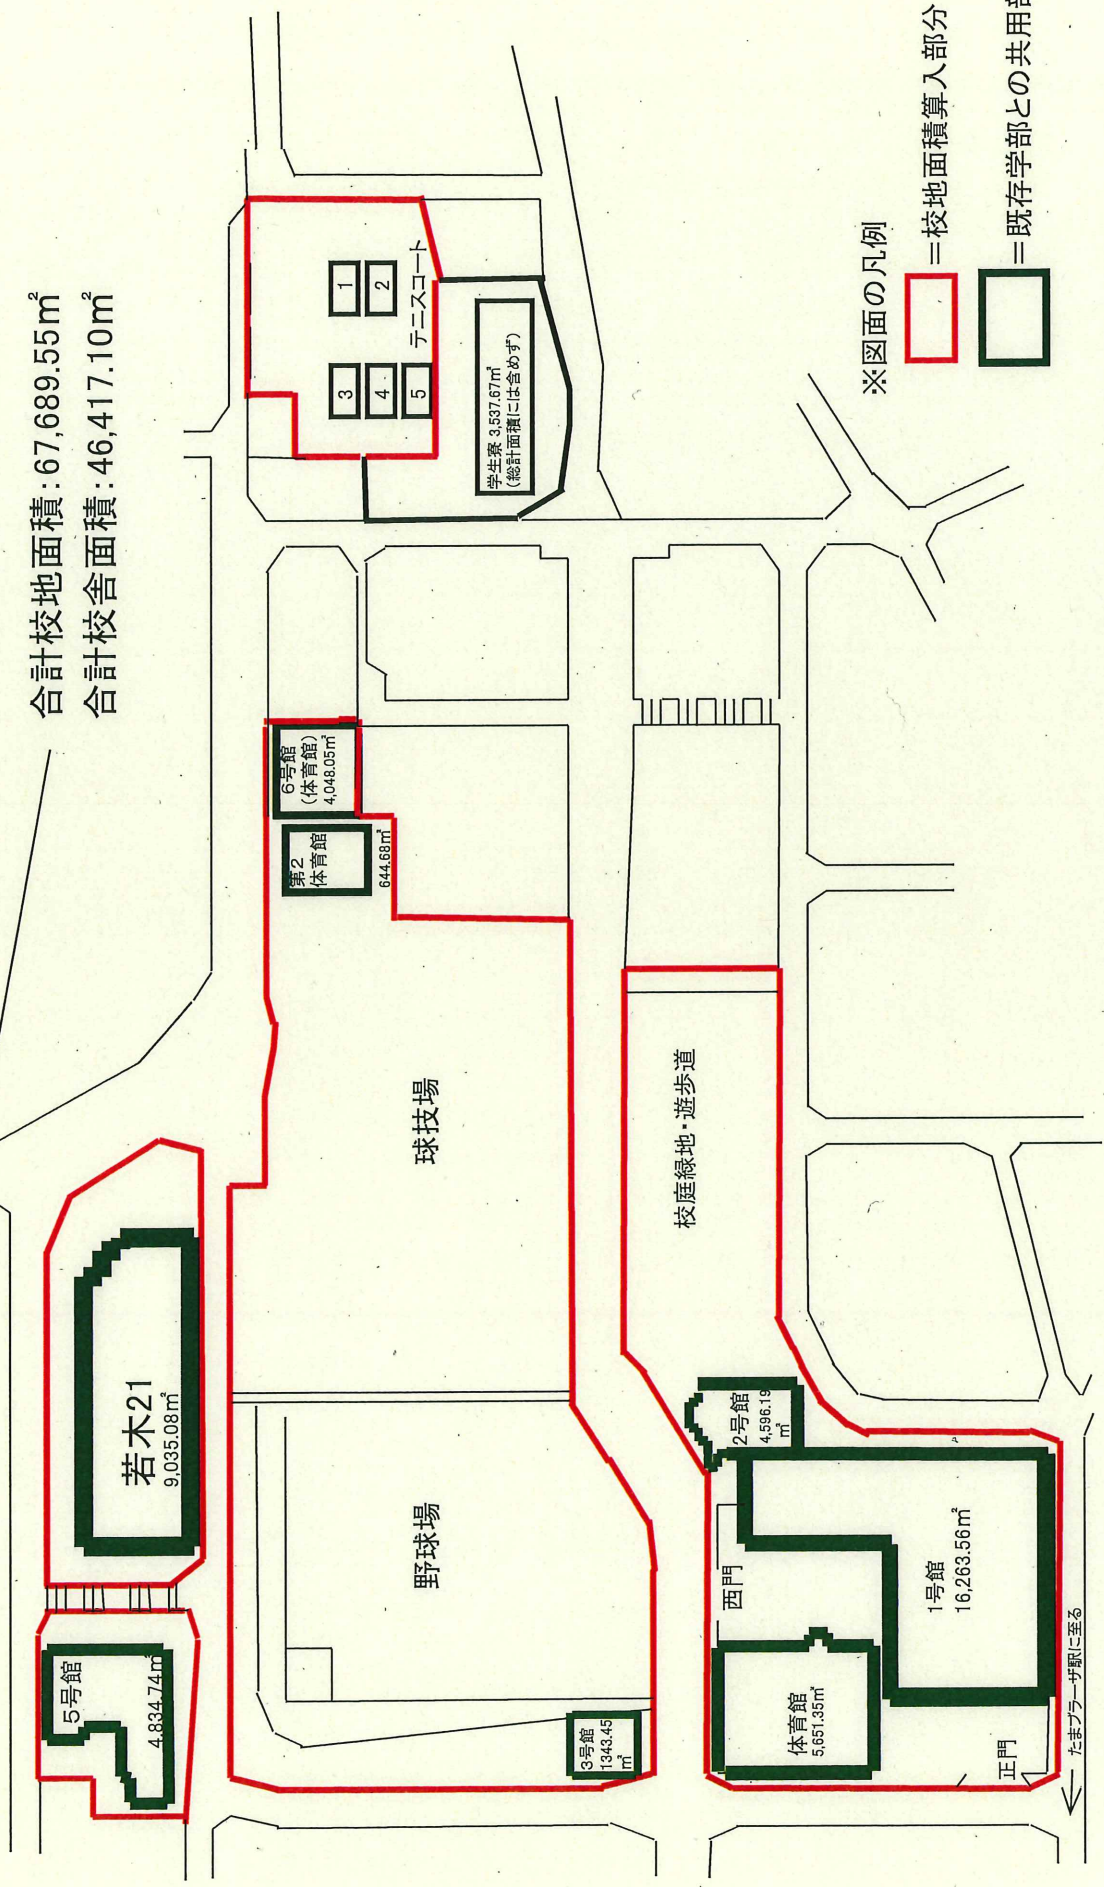 合計校地面積:67,689.55㎡
合計校舎面積:46,417.10㎡
5号館
4,834.74㎡
若木21
9,035.08㎡
6号館
(体育館)
4,048.05㎡
第2
体育館
644.68㎡
1
2
3
4
5
テニスコート
学生寮 3,537.67㎡
(総計面積には含めず)
野球場
球技場
3号館
1343.45
㎡
校庭緑地・遊歩道
2号館
4,596.19
㎡
西門
体育館
5,651.35㎡
1号館
16,263.56㎡
正門
たまプラーザ駅に至る
※図面の凡例
=校地面積算入部分
=既存学部との共用